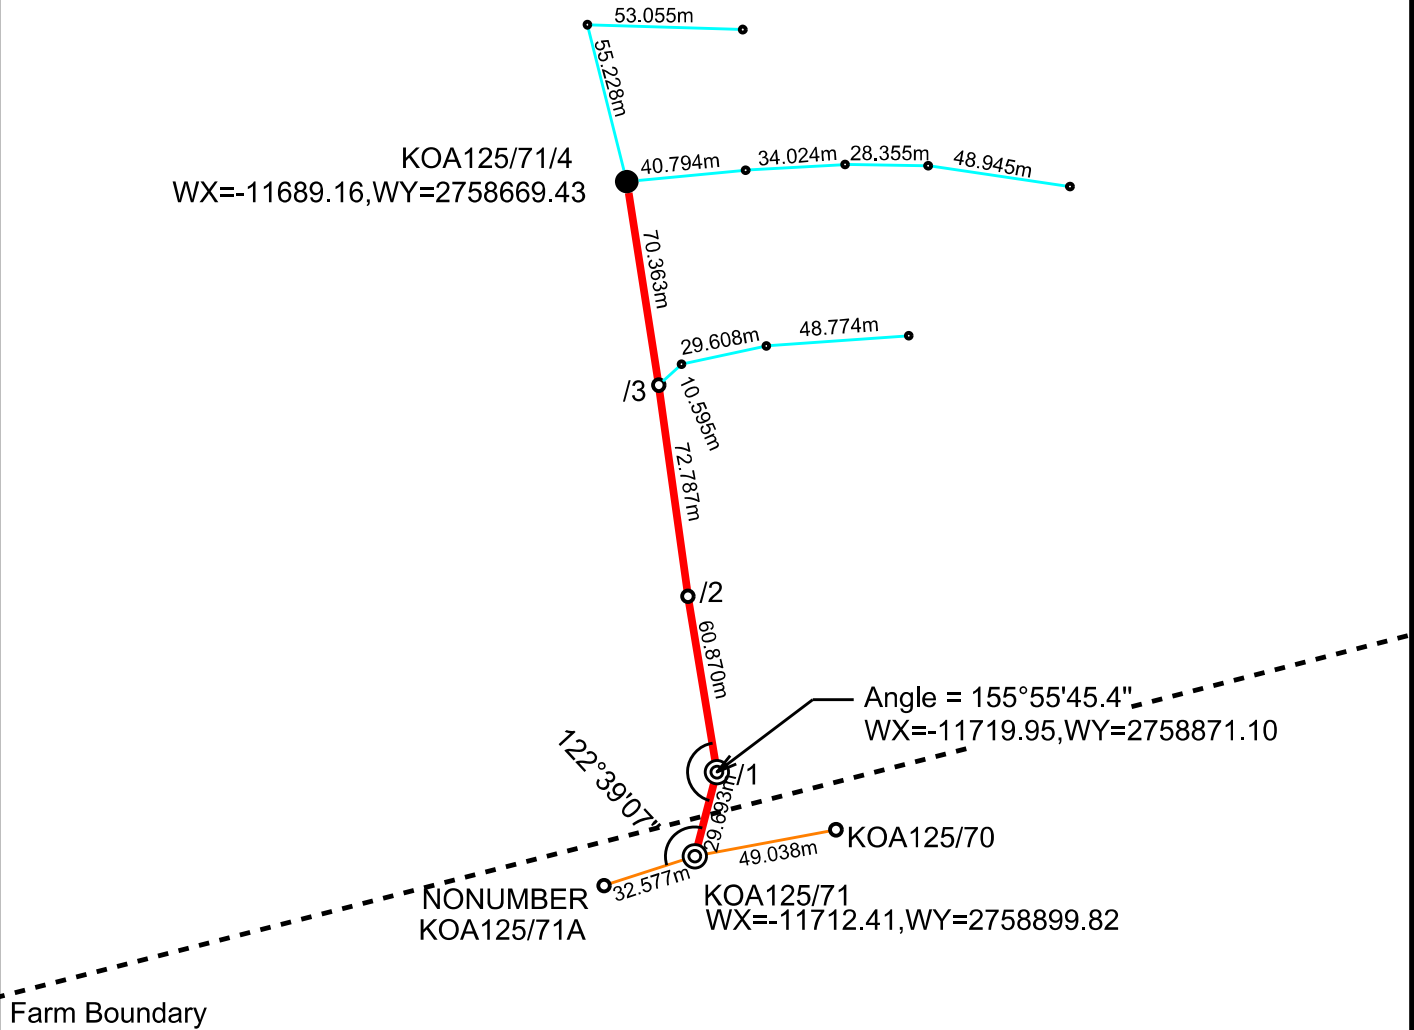 53.055m
55.228m
KOA125/71/4
WX=-11689.16,WY=2758669.43
40.794m
34.024m
28.355m
48.945m
70.363m
/3
10.595m
29.608m
48.774m
72.787m
/2
60.870m
Angle = 155°55'45.4"
WX=-11719.95,WY=2758871.10
/1
122°39'07"
29.693m
KOA125/70
49.038m
32.577m
NONUMBER
KOA125/71A
KOA125/71
WX=-11712.41,WY=2758899.82
Farm Boundary